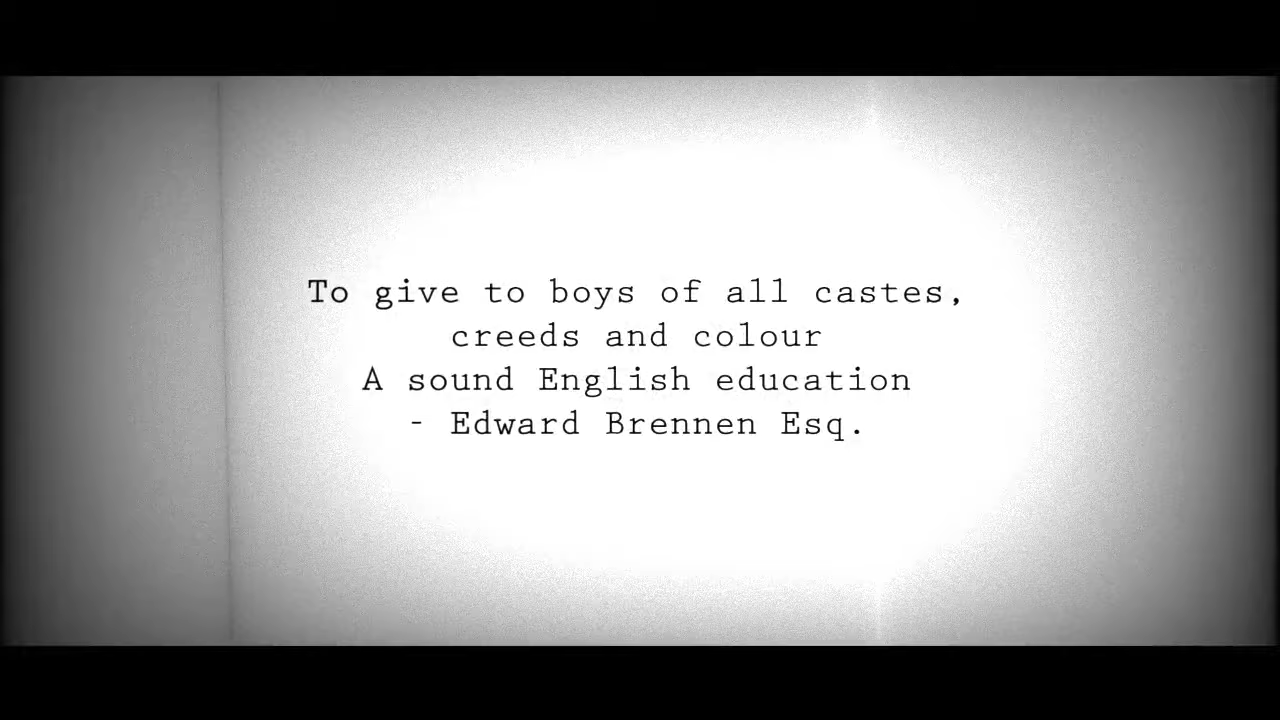 To give to boys of all castes,
creeds and colour
A sound English education
- Edward Brennen Esq.